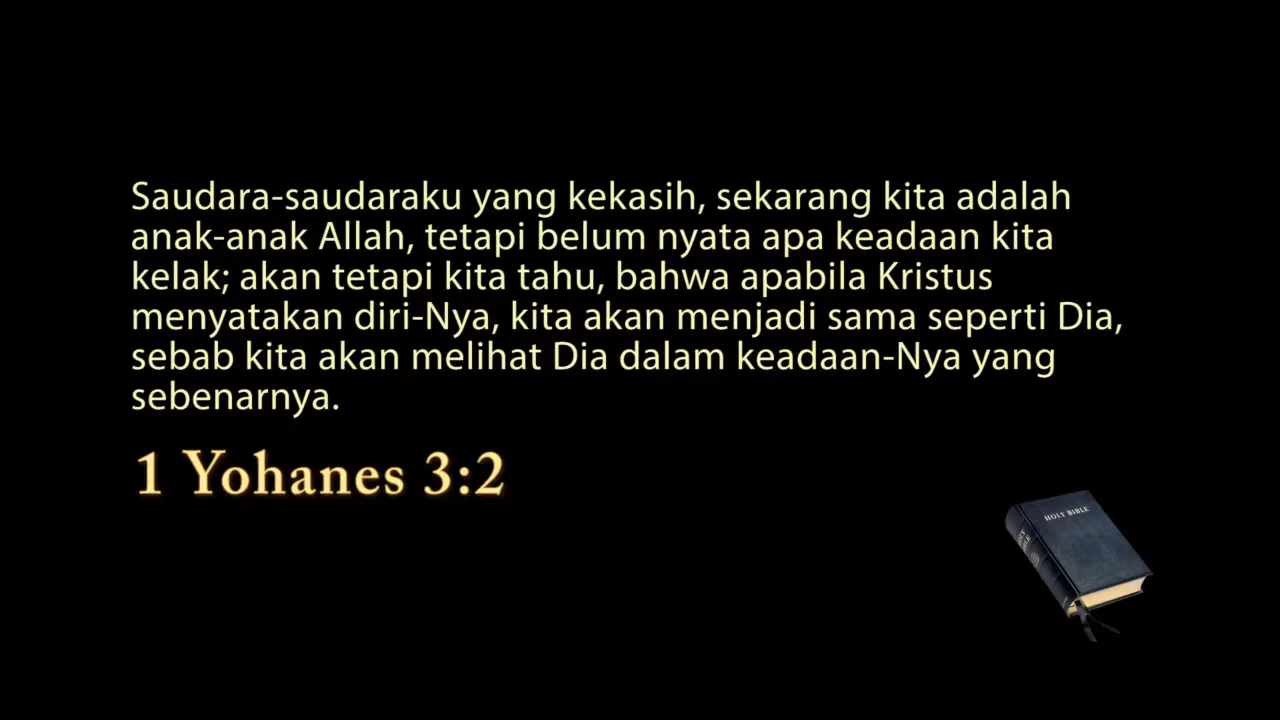 Saudara-saudaraku yang kekasih, sekarang kita adalah
anak-anak Allah, tetapi belum nyata apa keadaan kita
kelak; akan tetapi kita tahu, bahwa apabila Kristus
menyatakan diri-Nya, kita akan menjadi sama seperti Dia,
sebab kita akan melihat Dia dalam keadaan-Nya yang
sebenarnya.
1 Yohanes 3:2
HOLY BIBLE